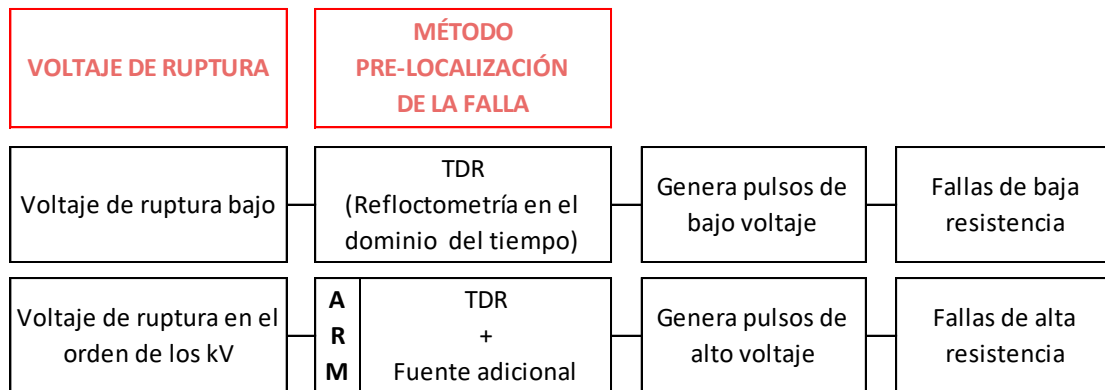 VOLTAJE DE RUPTURA
MÉTODO
PRE-LOCALIZACIÓN
DE LA FALLA
Voltaje de ruptura bajo
TDR
(Refloctometría en el
dominio del tiempo)
Genera pulsos de
bajo voltaje
Fallas de baja
resistencia
Voltaje de ruptura en el
orden de los kV
A
R
M
TDR
+
Fuente adicional
Genera pulsos de
alto voltaje
Fallas de alta
resistencia